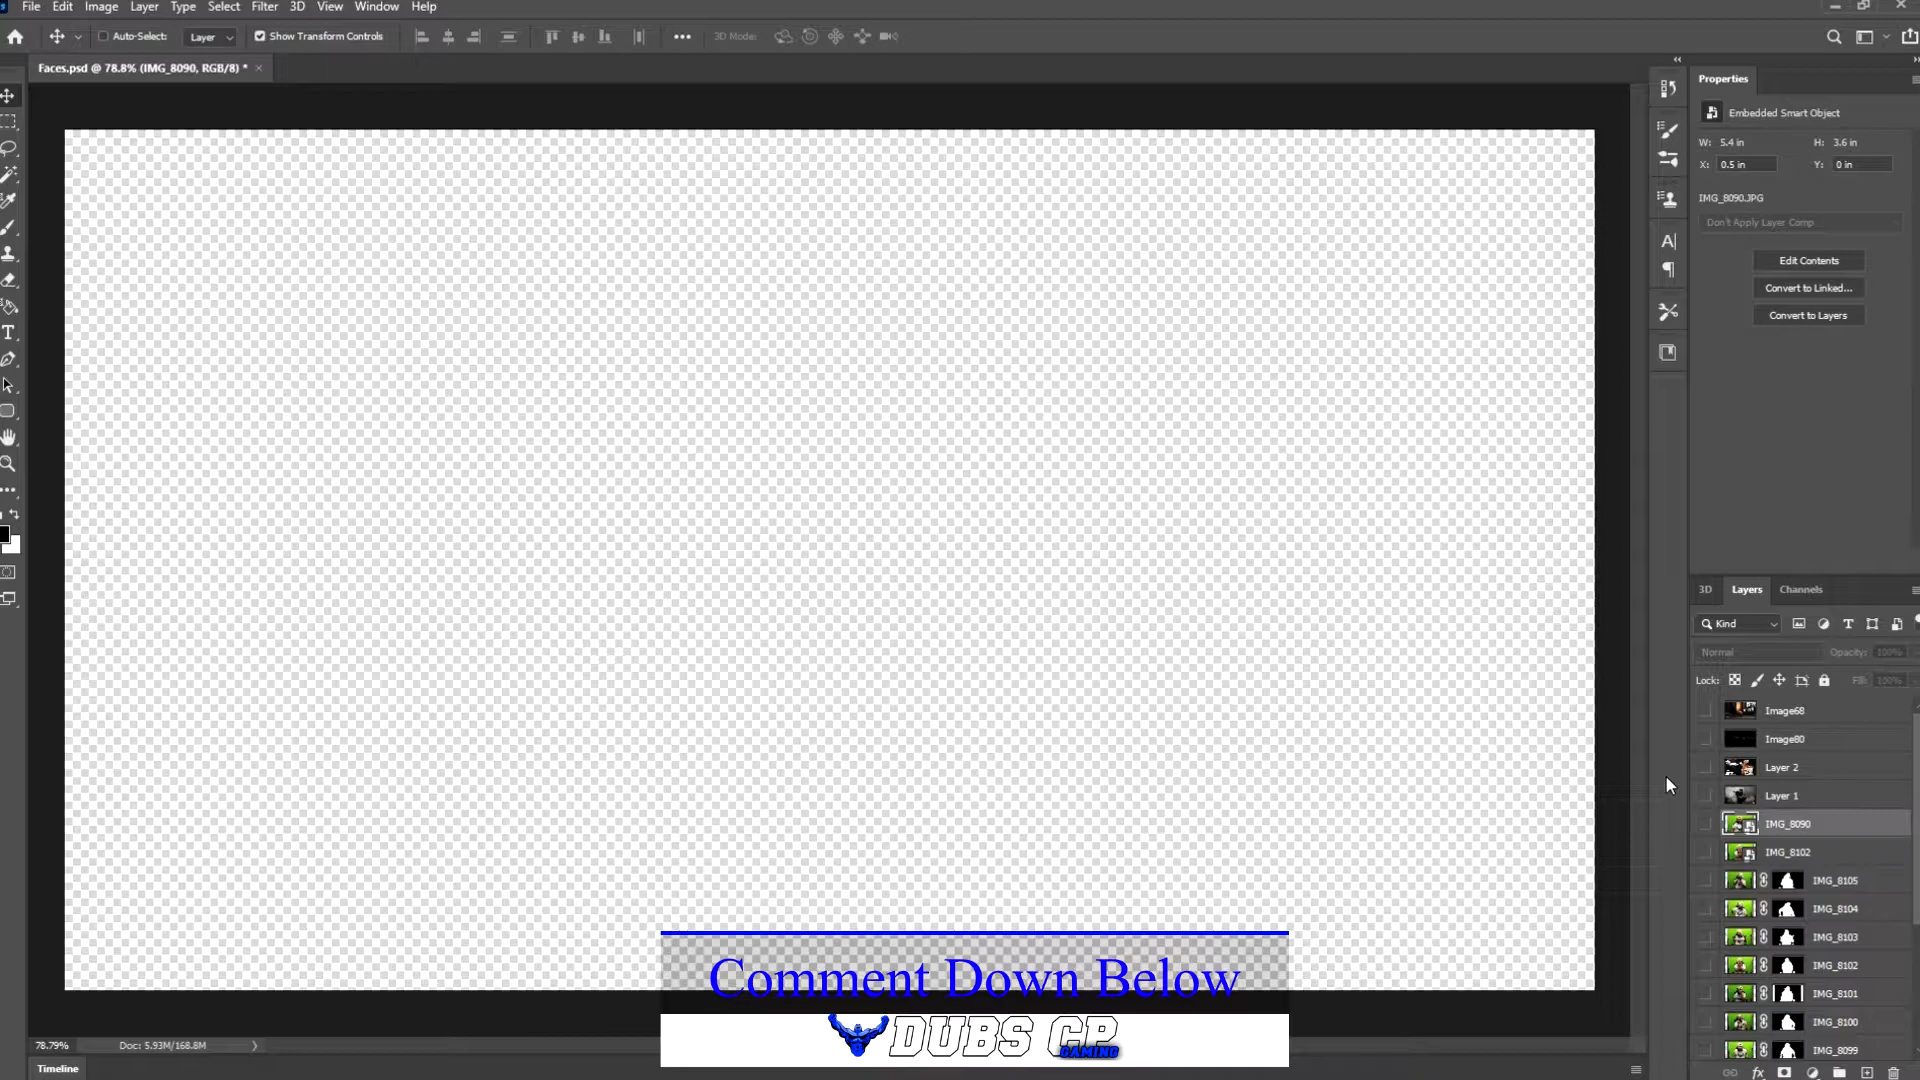 File Edit Image Layer Type Select Filter 3D View Window Help
Auto-Select: Layer Show Transform Controls 3D Mode:
Faces.psd @ 78.8% (IMG_8090, RGB/8) *
Properties
Embedded Smart Object
W: 5.4 in H: 3.6 in
X: 0.5 in Y: 0 in
IMG_8090.JPG
Don't Apply Layer Comp
Edit Contents
Convert to Linked...
Convert to Layers
3D Layers Channels
Kind
Normal Opacity: 100%
Lock: Fill: 100%
Image68
Image80
Layer 2
Layer 1
IMG_8090
IMG_8102
IMG_8105
IMG_8104
IMG_8103
IMG_8102
IMG_8101
IMG_8100
IMG_8099
Comment Down Below
DUBS CP
GAMING
78.79% Doc: 5.93M/168.8M
Timeline